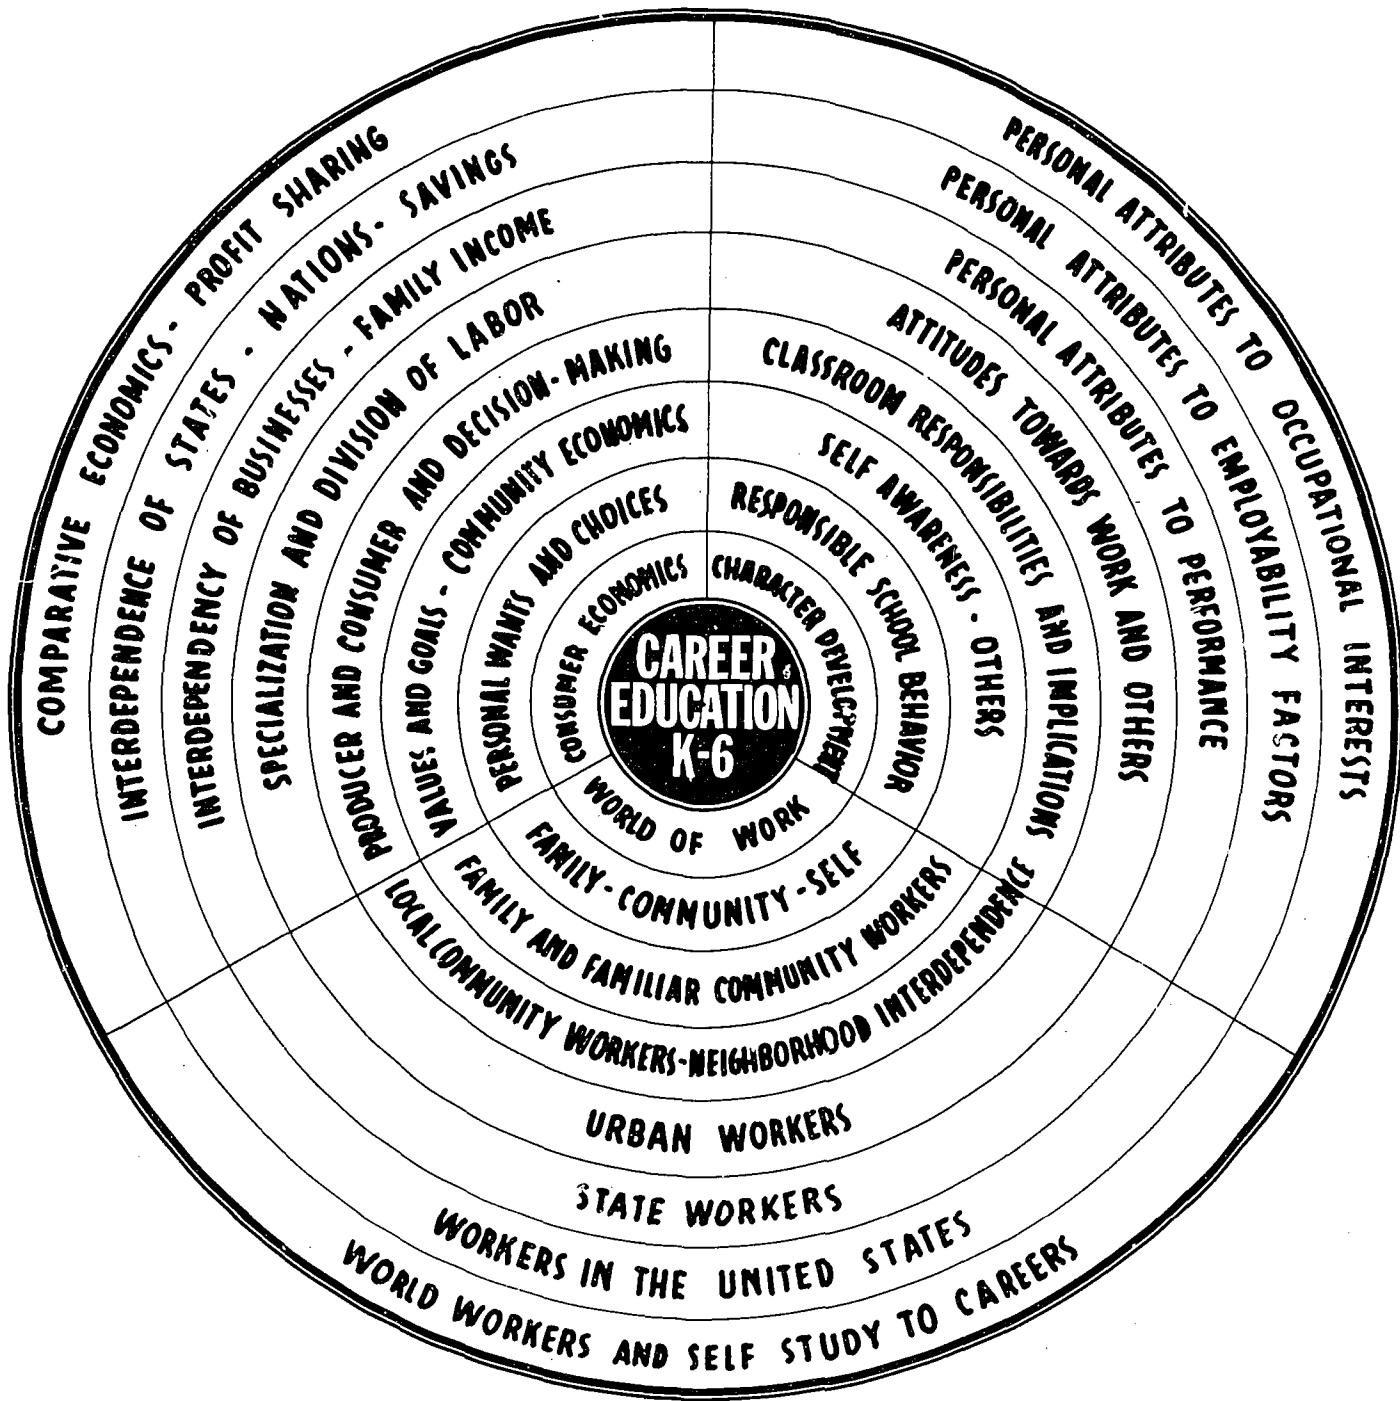 CAREER
EDUCATION
K-6
CONSUMER ECONOMICS
PERSONAL WANTS AND CHOICES
VALUES AND GOALS - COMMUNITY ECONOMICS
PRODUCER AND CONSUMER AND DECISION-MAKING
SPECIALIZATION AND DIVISION OF LABOR
INTERDEPENDENCY OF BUSINESSES - FAMILY INCOME
INTERDEPENDENCE OF STATES - NATIONS - SAVINGS
COMPARATIVE ECONOMICS - PROFIT SHARING
CHARACTER DEVELOPMENT
RESPONSIBLE SCHOOL BEHAVIOR
SELF AWARENESS - OTHERS
CLASSROOM RESPONSIBILITIES AND IMPLICATIONS
ATTITUDES TOWARDS WORK AND OTHERS
PERSONAL ATTRIBUTES TO PERFORMANCE
PERSONAL ATTRIBUTES TO EMPLOYABILITY FACTORS
PERSONAL ATTRIBUTES TO OCCUPATIONAL INTERESTS
WORLD OF WORK
FAMILY - COMMUNITY - SELF
FAMILY AND FAMILIAR COMMUNITY WORKERS
LOCAL COMMUNITY WORKERS - NEIGHBORHOOD INTERDEPENDENCE
URBAN WORKERS
STATE WORKERS
WORKERS IN THE UNITED STATES
WORLD WORKERS AND SELF STUDY TO CAREERS